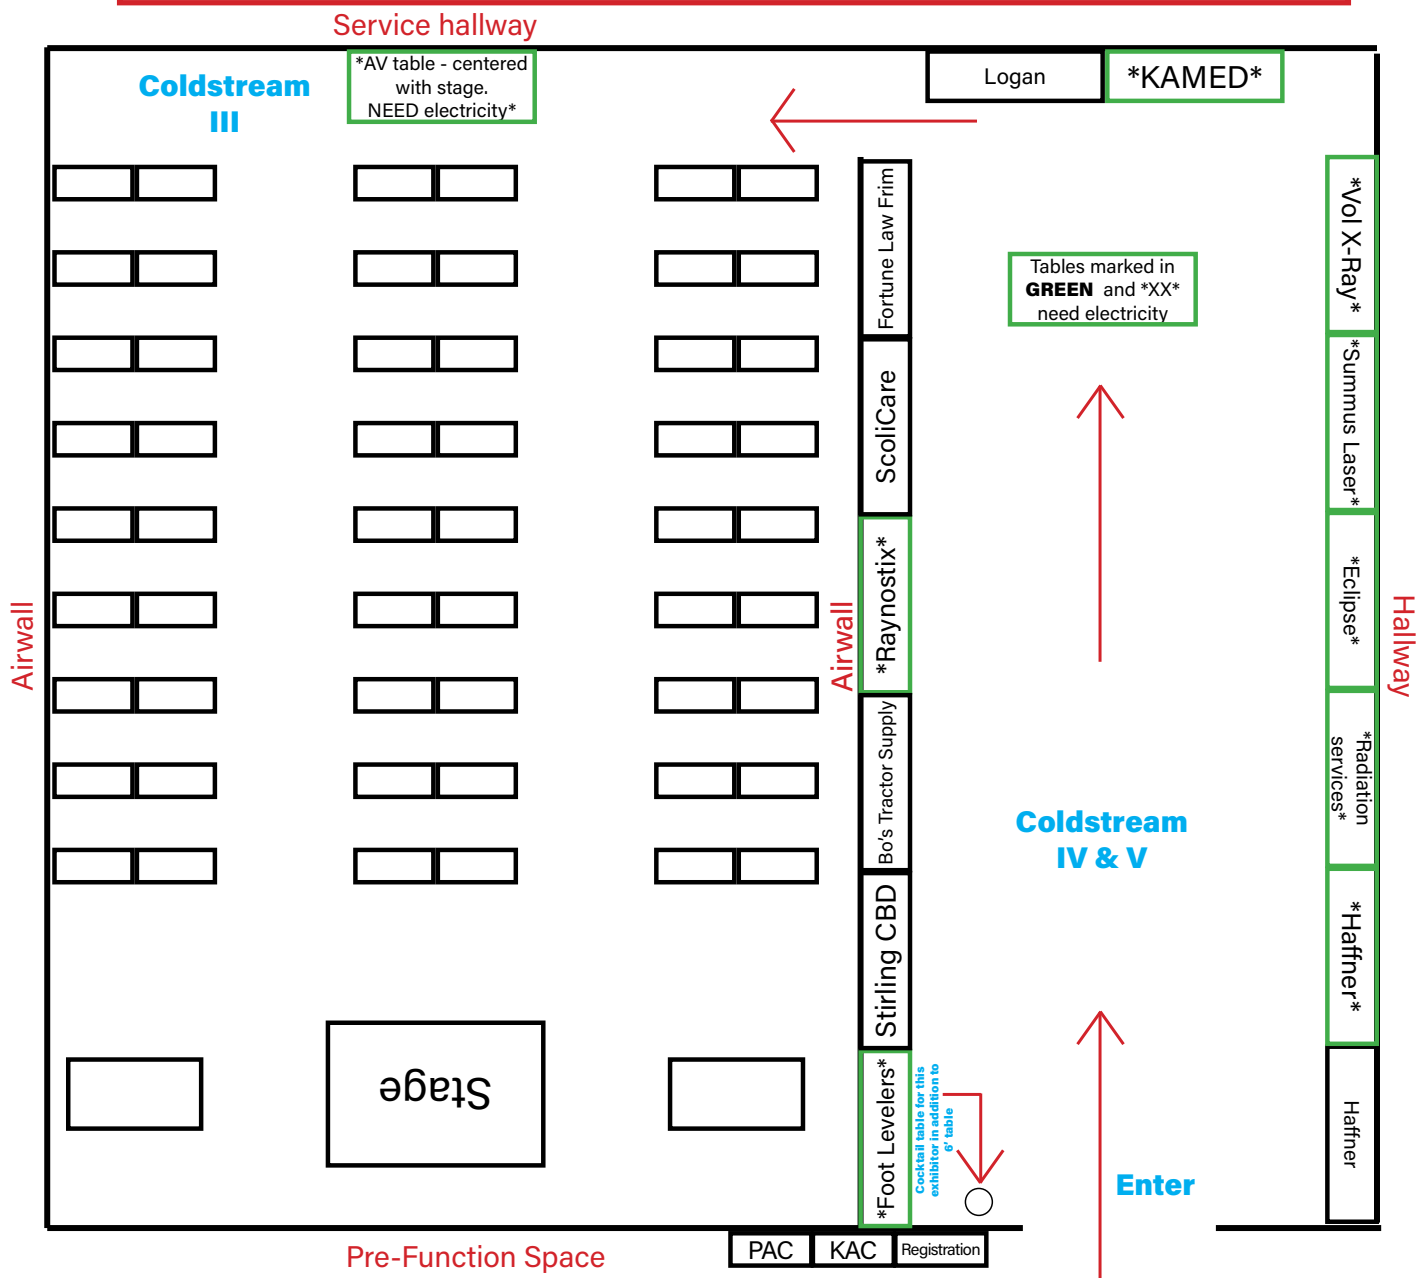 Service hallway
Coldstream
III
*AV table - centered
with stage.
NEED electricity*
Logan
*KAMED*
Fortune Law Frim
*Vol X-Ray*
Tables marked in
GREEN and *XX*
need electricity
ScoliCare
*Summus Laser*
*Raynostix*
*Eclipse*
Airwall
Airwall
Hallway
Bo's Tractor Supply
*Radiation
services*
Coldstream
IV & V
Stirling CBD
*Haffner*
Stage
*Foot Levelers*
Cocktail table for this
exhibitor in addition to
6' table
Haffner
Enter
Pre-Function Space
PAC
KAC
Registration